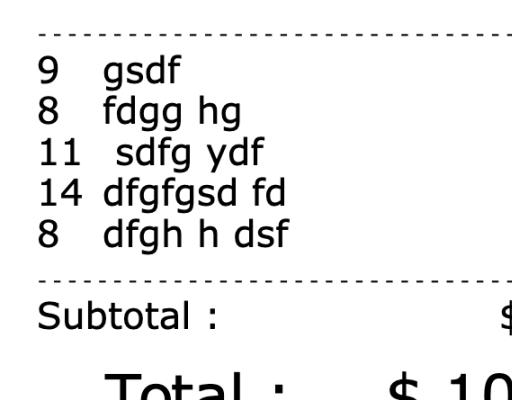 --------------------------------
9 gsdf
8 fdgg hg
11 sdfg ydf
14 dfgfgsd fd
8 dfgh h dsf
--------------------------------
Subtotal : $
Total : $ 10